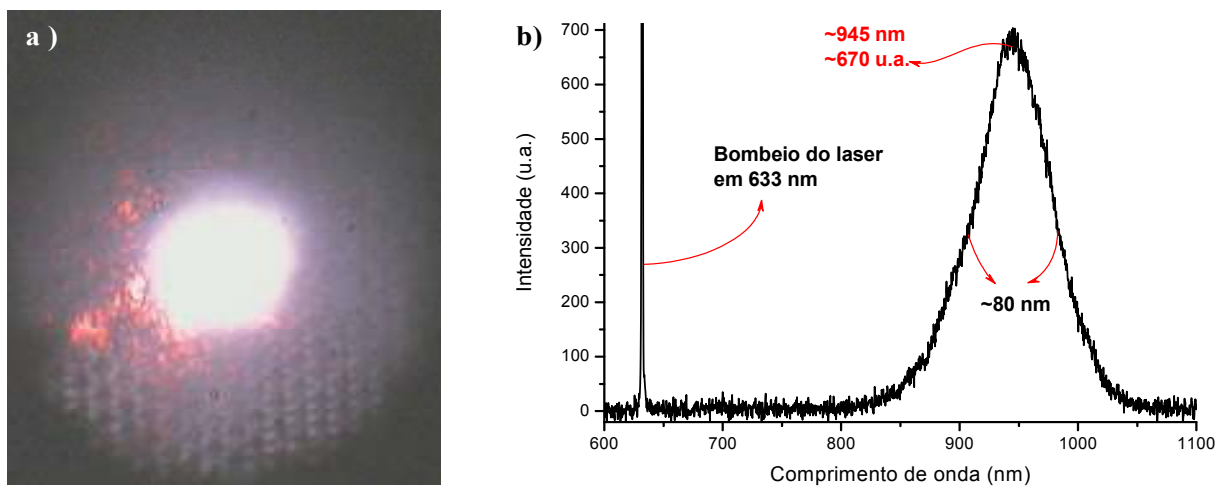 a )
b)
~945 nm
~670 u.a.
Bombeio do laser
em 633 nm
~80 nm
Intensidade (u.a.)
700
600
500
400
300
200
100
0
600 700 800 900 1000 1100
Comprimento de onda (nm)